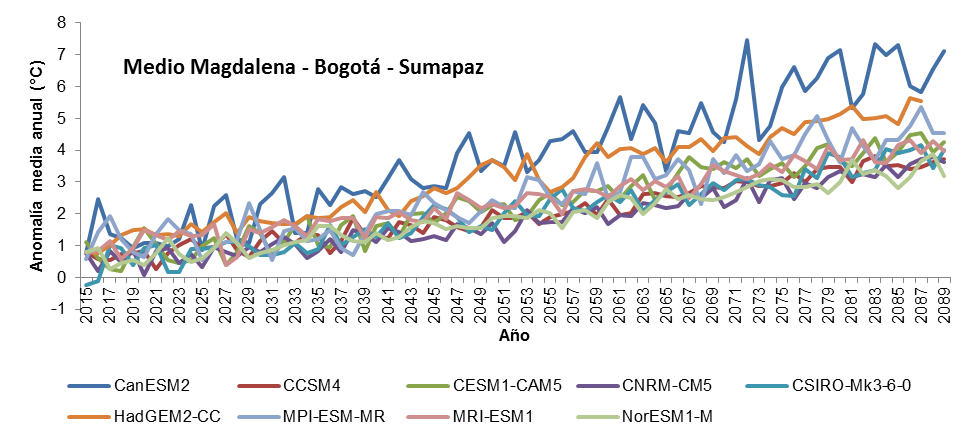 Medio Magdalena - Bogotá - Sumapaz
Anomalía media anual (°C)
8
7
6
5
4
3
2
1
0
-1
2015 2017 2019 2021 2023 2025 2027 2029 2031 2033 2035 2037 2039 2041 2043 2045 2047 2049 2051 2053 2055 2057 2059 2061 2063 2065 2067 2069 2071 2073 2075 2077 2079 2081 2083 2085 2087 2089
Año
CanESM2 CCSM4 CESM1-CAM5 CNRM-CM5 CSIRO-Mk3-6-0
HadGEM2-CC MPI-ESM-MR MRI-ESM1 NorESM1-M